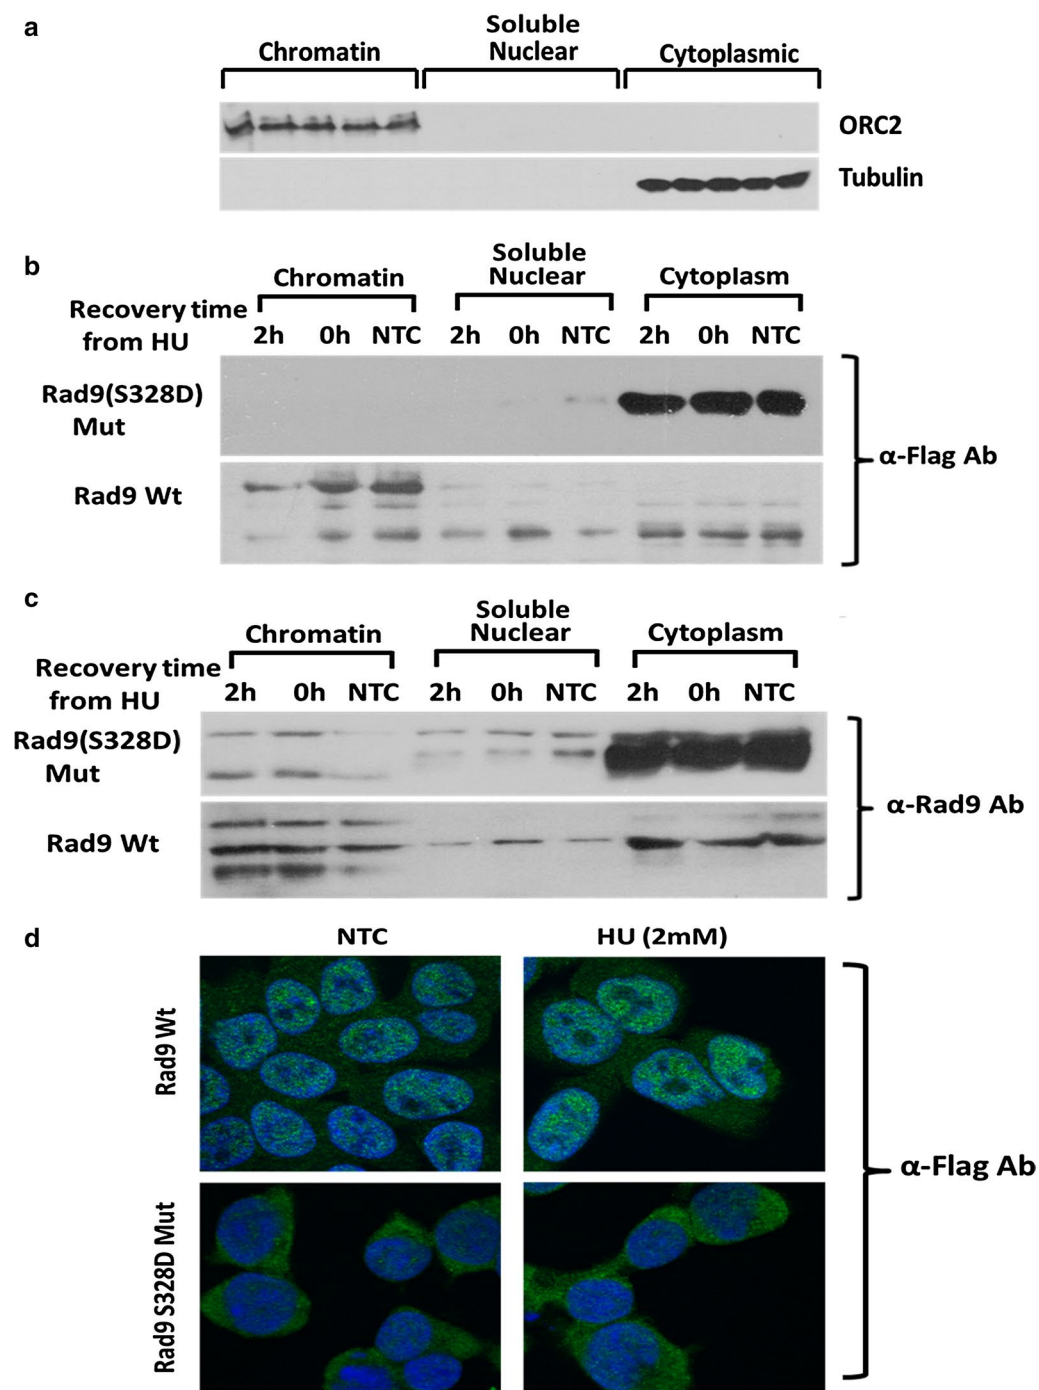 a
Chromatin
Soluble
Nuclear
Cytoplasmic
ORC2
Tubulin
b
Recovery time
from HU
Chromatin
Soluble
Nuclear
Cytoplasm
2h 0h NTC 2h 0h NTC 2h 0h NTC
Rad9(S328D)
Mut
Rad9 Wt
α-Flag Ab
c
Recovery time
from HU
Chromatin
Soluble
Nuclear
Cytoplasm
2h 0h NTC 2h 0h NTC 2h 0h NTC
Rad9(S328D)
Mut
Rad9 Wt
α-Rad9 Ab
d
NTC
HU (2mM)
Rad9 Wt
Rad9 S328D Mut
α-Flag Ab